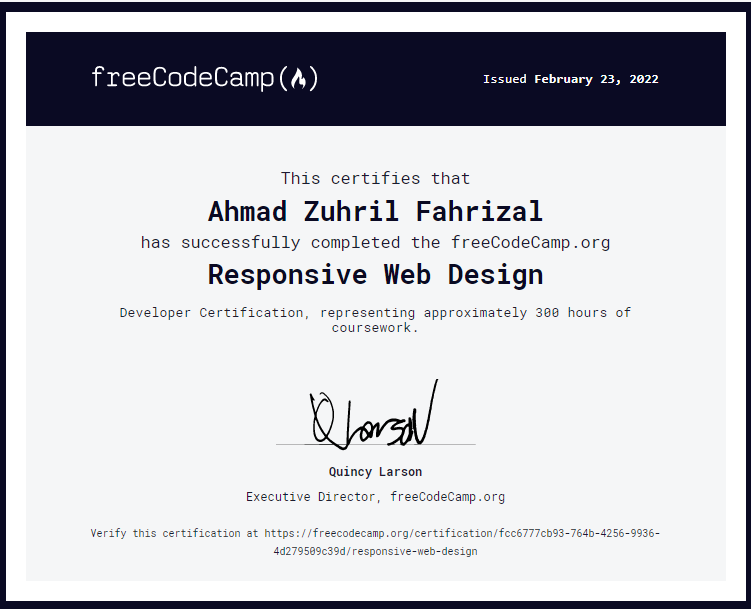 freeCodeCamp(🔥)
Issued February 23, 2022
This certifies that
Ahmad Zuhril Fahrizal
has successfully completed the freeCodeCamp.org
Responsive Web Design
Developer Certification, representing approximately 300 hours of
coursework.
Q Larson
Quincy Larson
Executive Director, freeCodeCamp.org
Verify this certification at https://freecodecamp.org/certification/fcc6777cb93-764b-4256-9936-
4d279509c39d/responsive-web-design